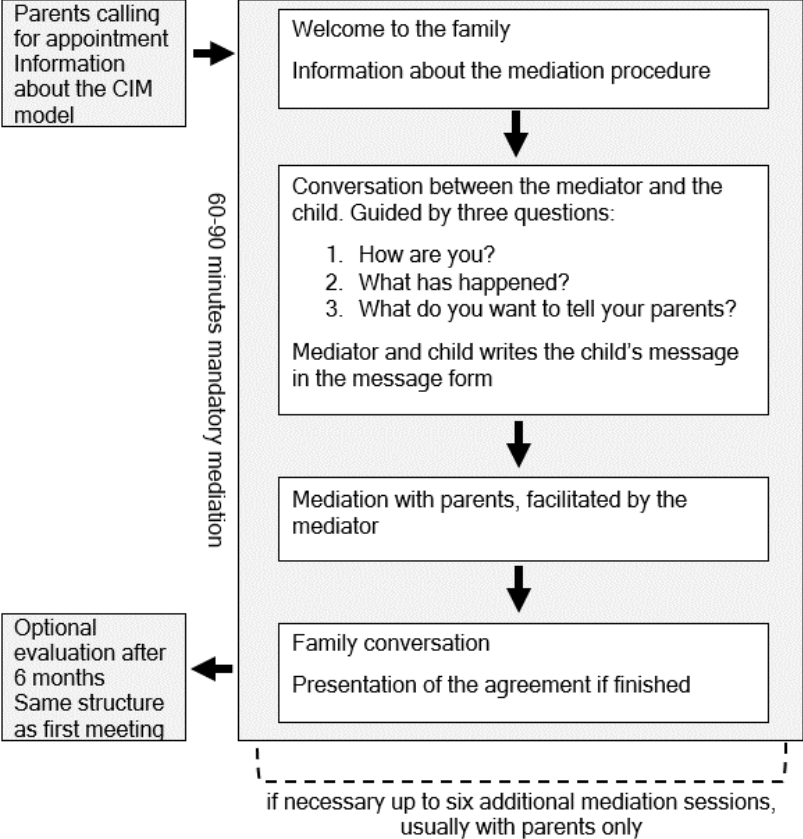 Parents calling
for appointment
Information
about the CIM
model
Welcome to the family
Information about the mediation procedure
Conversation between the mediator and the
child. Guided by three questions:
1. How are you?
2. What has happened?
3. What do you want to tell your parents?
Mediator and child writes the child's message
in the message form
60-90 minutes mandatory mediation
Mediation with parents, facilitated by the
mediator
Family conversation
Presentation of the agreement if finished
Optional
evaluation after
6 months
Same structure
as first meeting
if necessary up to six additional mediation sessions,
usually with parents only